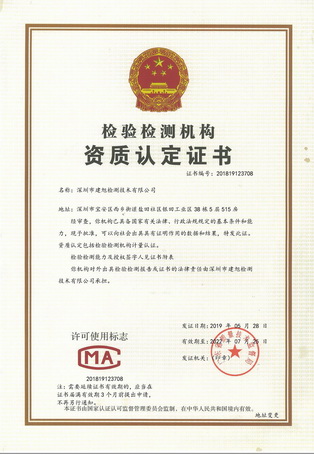 检验检测机构
资质认定证书
证书编号：201819123708
名称：深圳市建旭检测技术有限公司
地址：深圳市宝安区西乡街道盐田社区银田工业区38栋5层515房
经审查，你机构已具备国家有关法律、行政法规规定的基本条件和能
力，现予批准，可以向社会出具具有证明作用的数据和结果，特发此证。
资质认定包括检验检测机构计量认证。
检验检测能力及授权签字人见证书附表
你机构对外出具检验检测报告或证书的法律责任由深圳市建旭检测
技术有限公司承担。
许可使用标志
MA
201819123708
发证日期：2019年05月28日
有效期至：2022年07月26日
发证机关：（印章）
注：需要延续证书有效期的，应当在
证书届满有效期3个月前提出申请，
不再另行通知。
本证书由国家认证认可监督管理委员会监制，在中华人民共和国境内有效。
地址变更